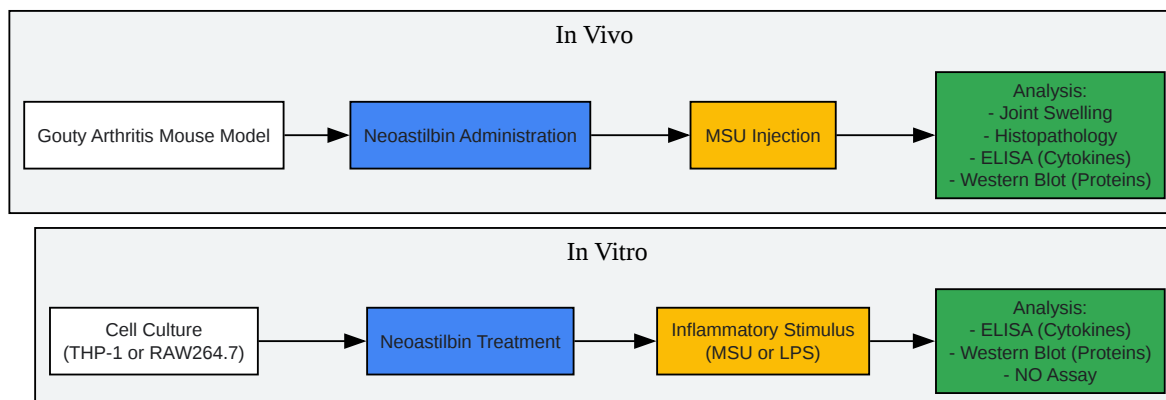 In Vivo
Gouty Arthritis Mouse Model
Neoastilbin Administration
MSU Injection
Analysis:
- Joint Swelling
- Histopathology
- ELISA (Cytokines)
- Western Blot (Proteins)
In Vitro
Cell Culture
(THP-1 or RAW264.7)
Neoastilbin Treatment
Inflammatory Stimulus
(MSU or LPS)
Analysis:
- ELISA (Cytokines)
- Western Blot (Proteins)
- NO Assay